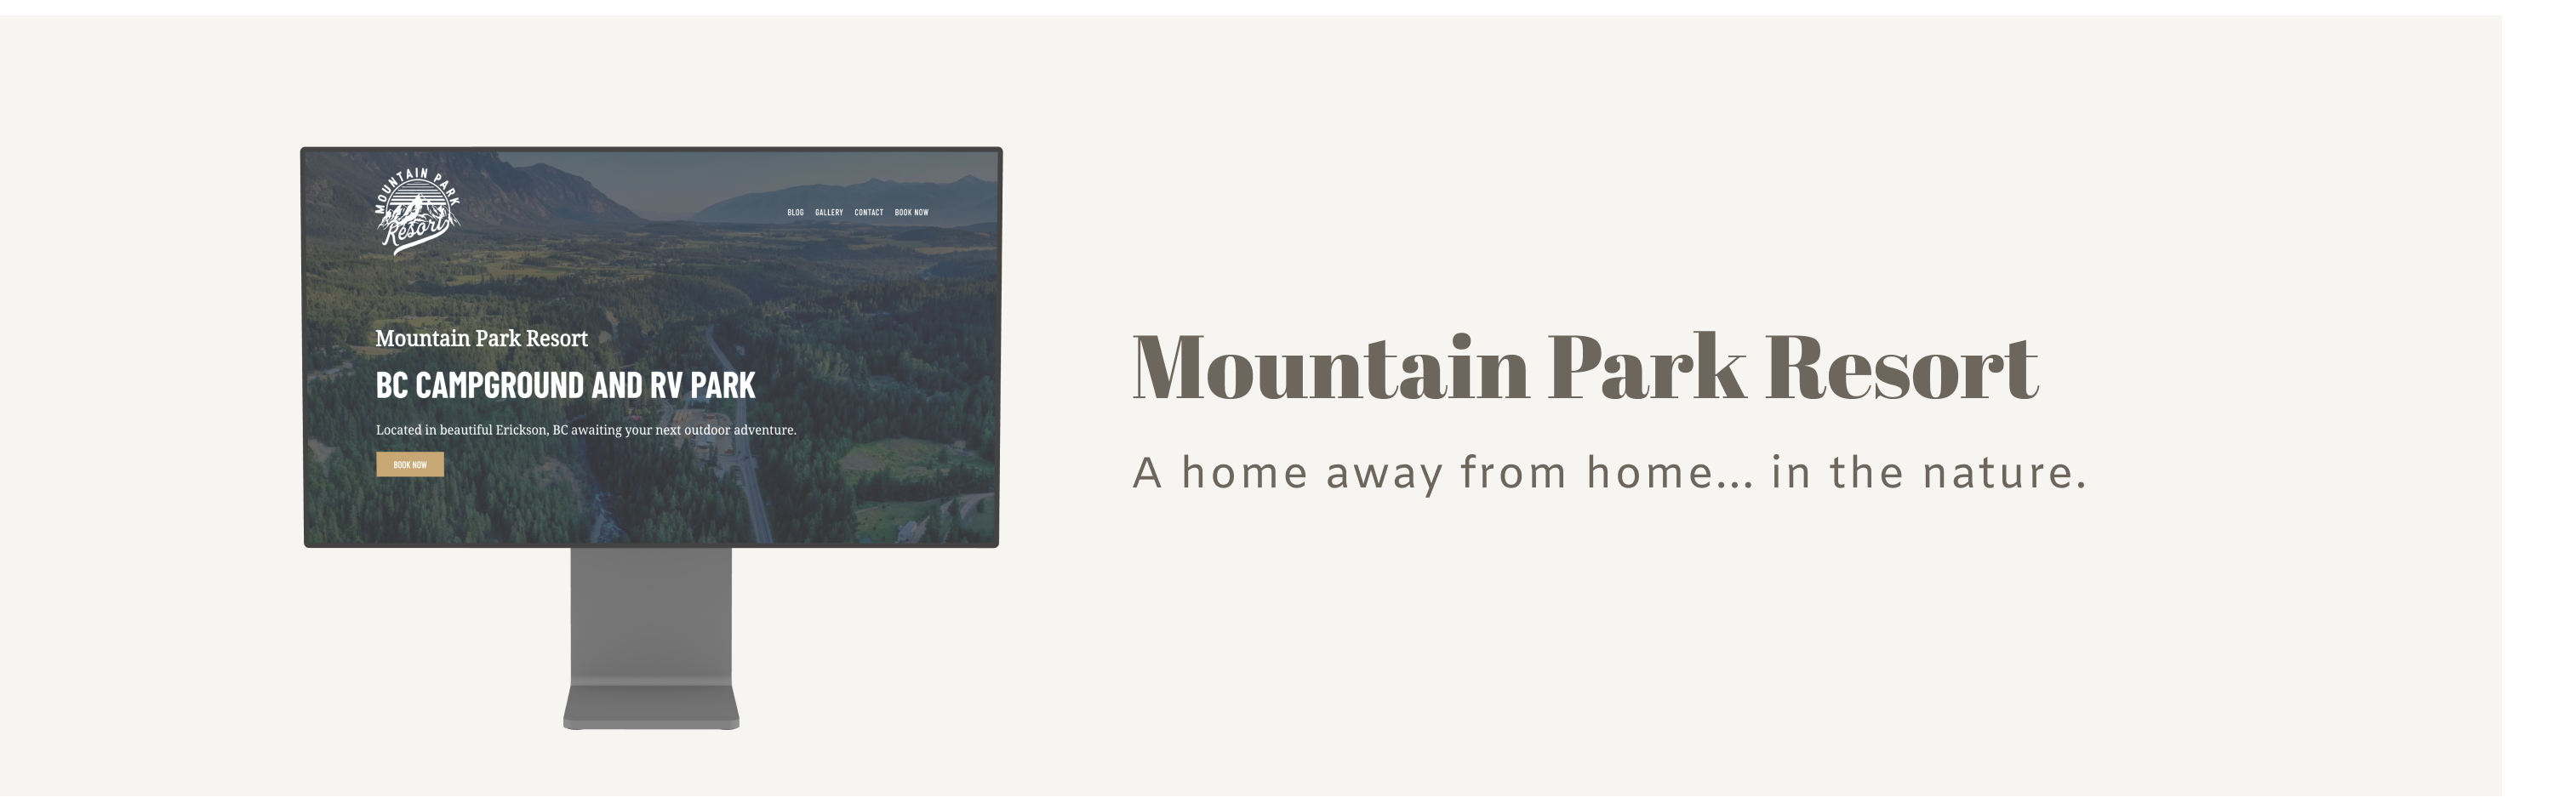 MOUNTAIN PARK
Resort
BLOG GALLERY CONTACT BOOK NOW
Mountain Park Resort
BC CAMPGROUND AND RV PARK
Located in beautiful Erickson, BC awaiting your next outdoor adventure.
BOOK NOW
Mountain Park Resort
A home away from home... in the nature.